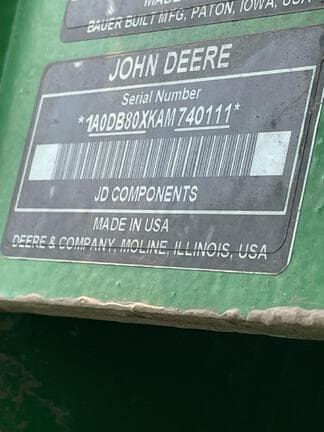 MADE
BAUER BUILT MFG, PATON, IOWA, USA
JOHN DEERE
Serial Number
*1A0DB80XKAM740111*
JD COMPONENTS
MADE IN USA
DEERE & COMPANY, MOLINE, ILLINOIS, USA